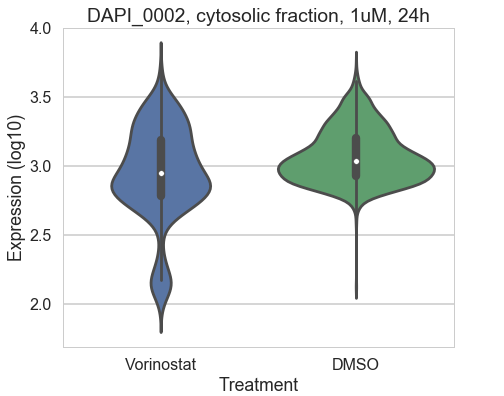 DAPI_0002, cytosolic fraction, 1uM, 24h
4.0
3.5
3.0
2.5
2.0
Expression (log10)
Vorinostat DMSO
Treatment